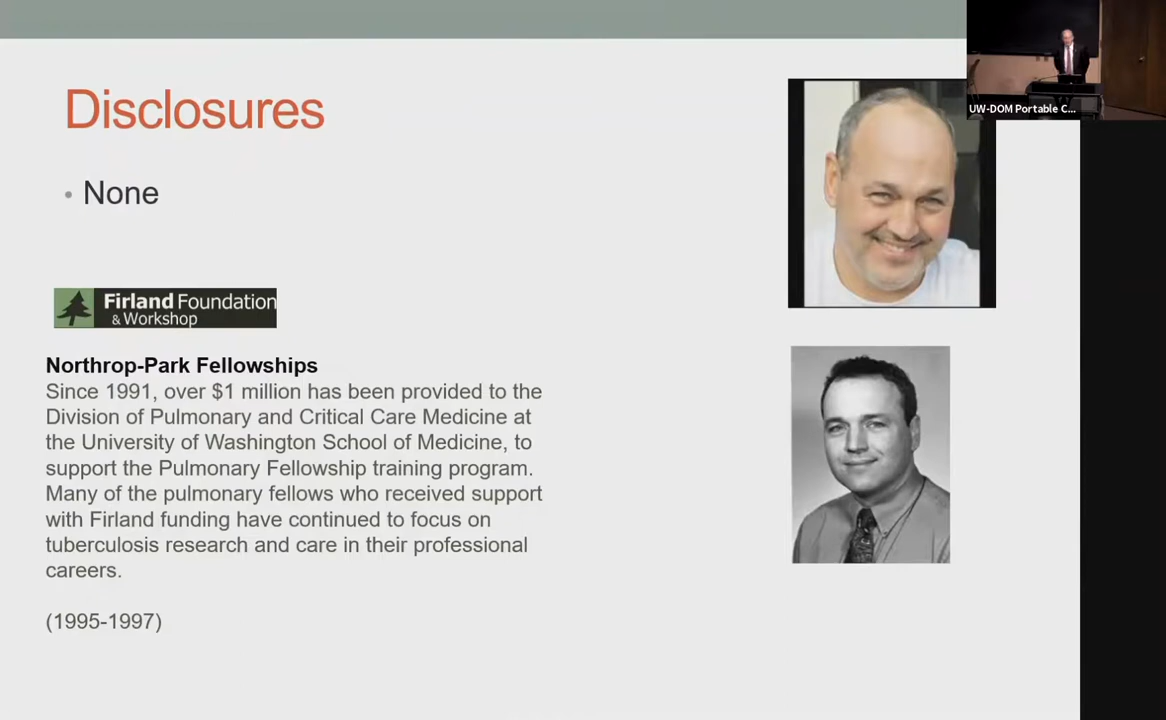 UW-DOM Portable C...
Disclosures
• None
Firland Foundation
& Workshop
Northrop-Park Fellowships
Since 1991, over $1 million has been provided to the
Division of Pulmonary and Critical Care Medicine at
the University of Washington School of Medicine, to
support the Pulmonary Fellowship training program.
Many of the pulmonary fellows who received support
with Firland funding have continued to focus on
tuberculosis research and care in their professional
careers.
(1995-1997)